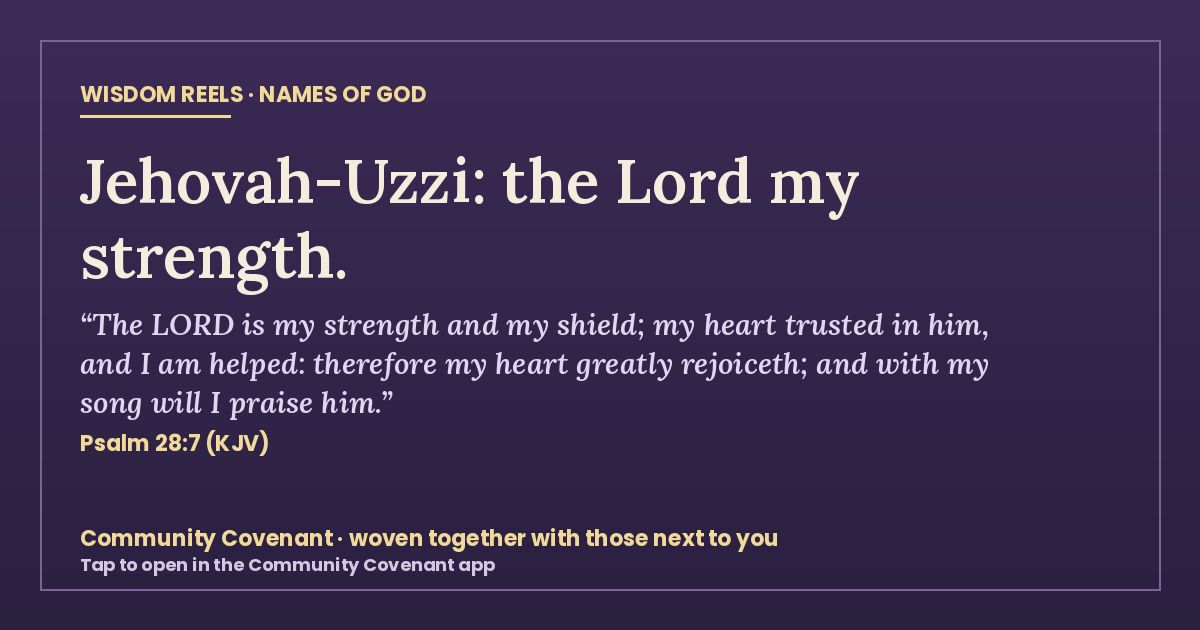 WISDOM REELS · NAMES OF GOD
Jehovah-Uzzi: the Lord my
strength.
“The LORD is my strength and my shield; my heart trusted in him,
and I am helped: therefore my heart greatly rejoiceth; and with my
song will I praise him.”
Psalm 28:7 (KJV)
Community Covenant · woven together with those next to you
Tap to open in the Community Covenant app